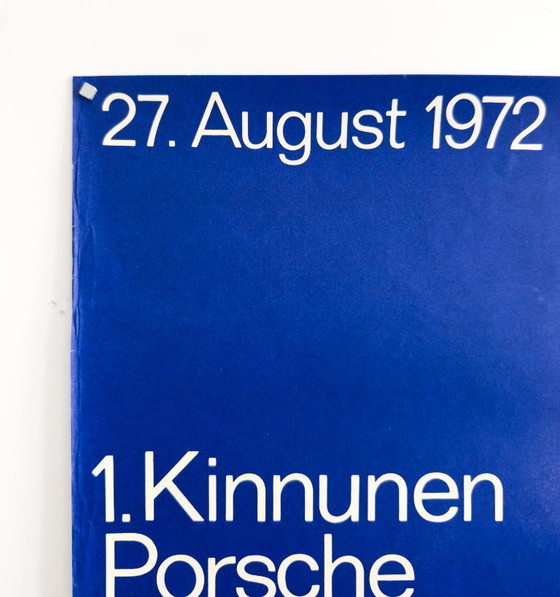 27. August 1972
1. Kinnunen
Porsche